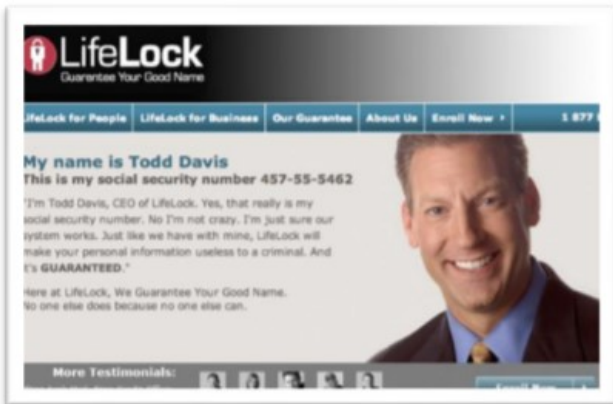 LifeLock
Guarantee Your Good Name
LifeLock for People LifeLock for Business Our Guarantee About Us Enroll Now 1 877
My name is Todd Davis
This is my social security number 457-55-5462
"I'm Todd Davis, CEO of LifeLock. Yes, that really is my
social security number. No I'm not crazy. I'm just sure our
system works. Just like we have with mine, LifeLock will
make your personal information useless to a criminal. And
it's GUARANTEED."
Here at LifeLock, We Guarantee Your Good Name.
No one else does because no one else can.
More Testimonials:
Enroll Now